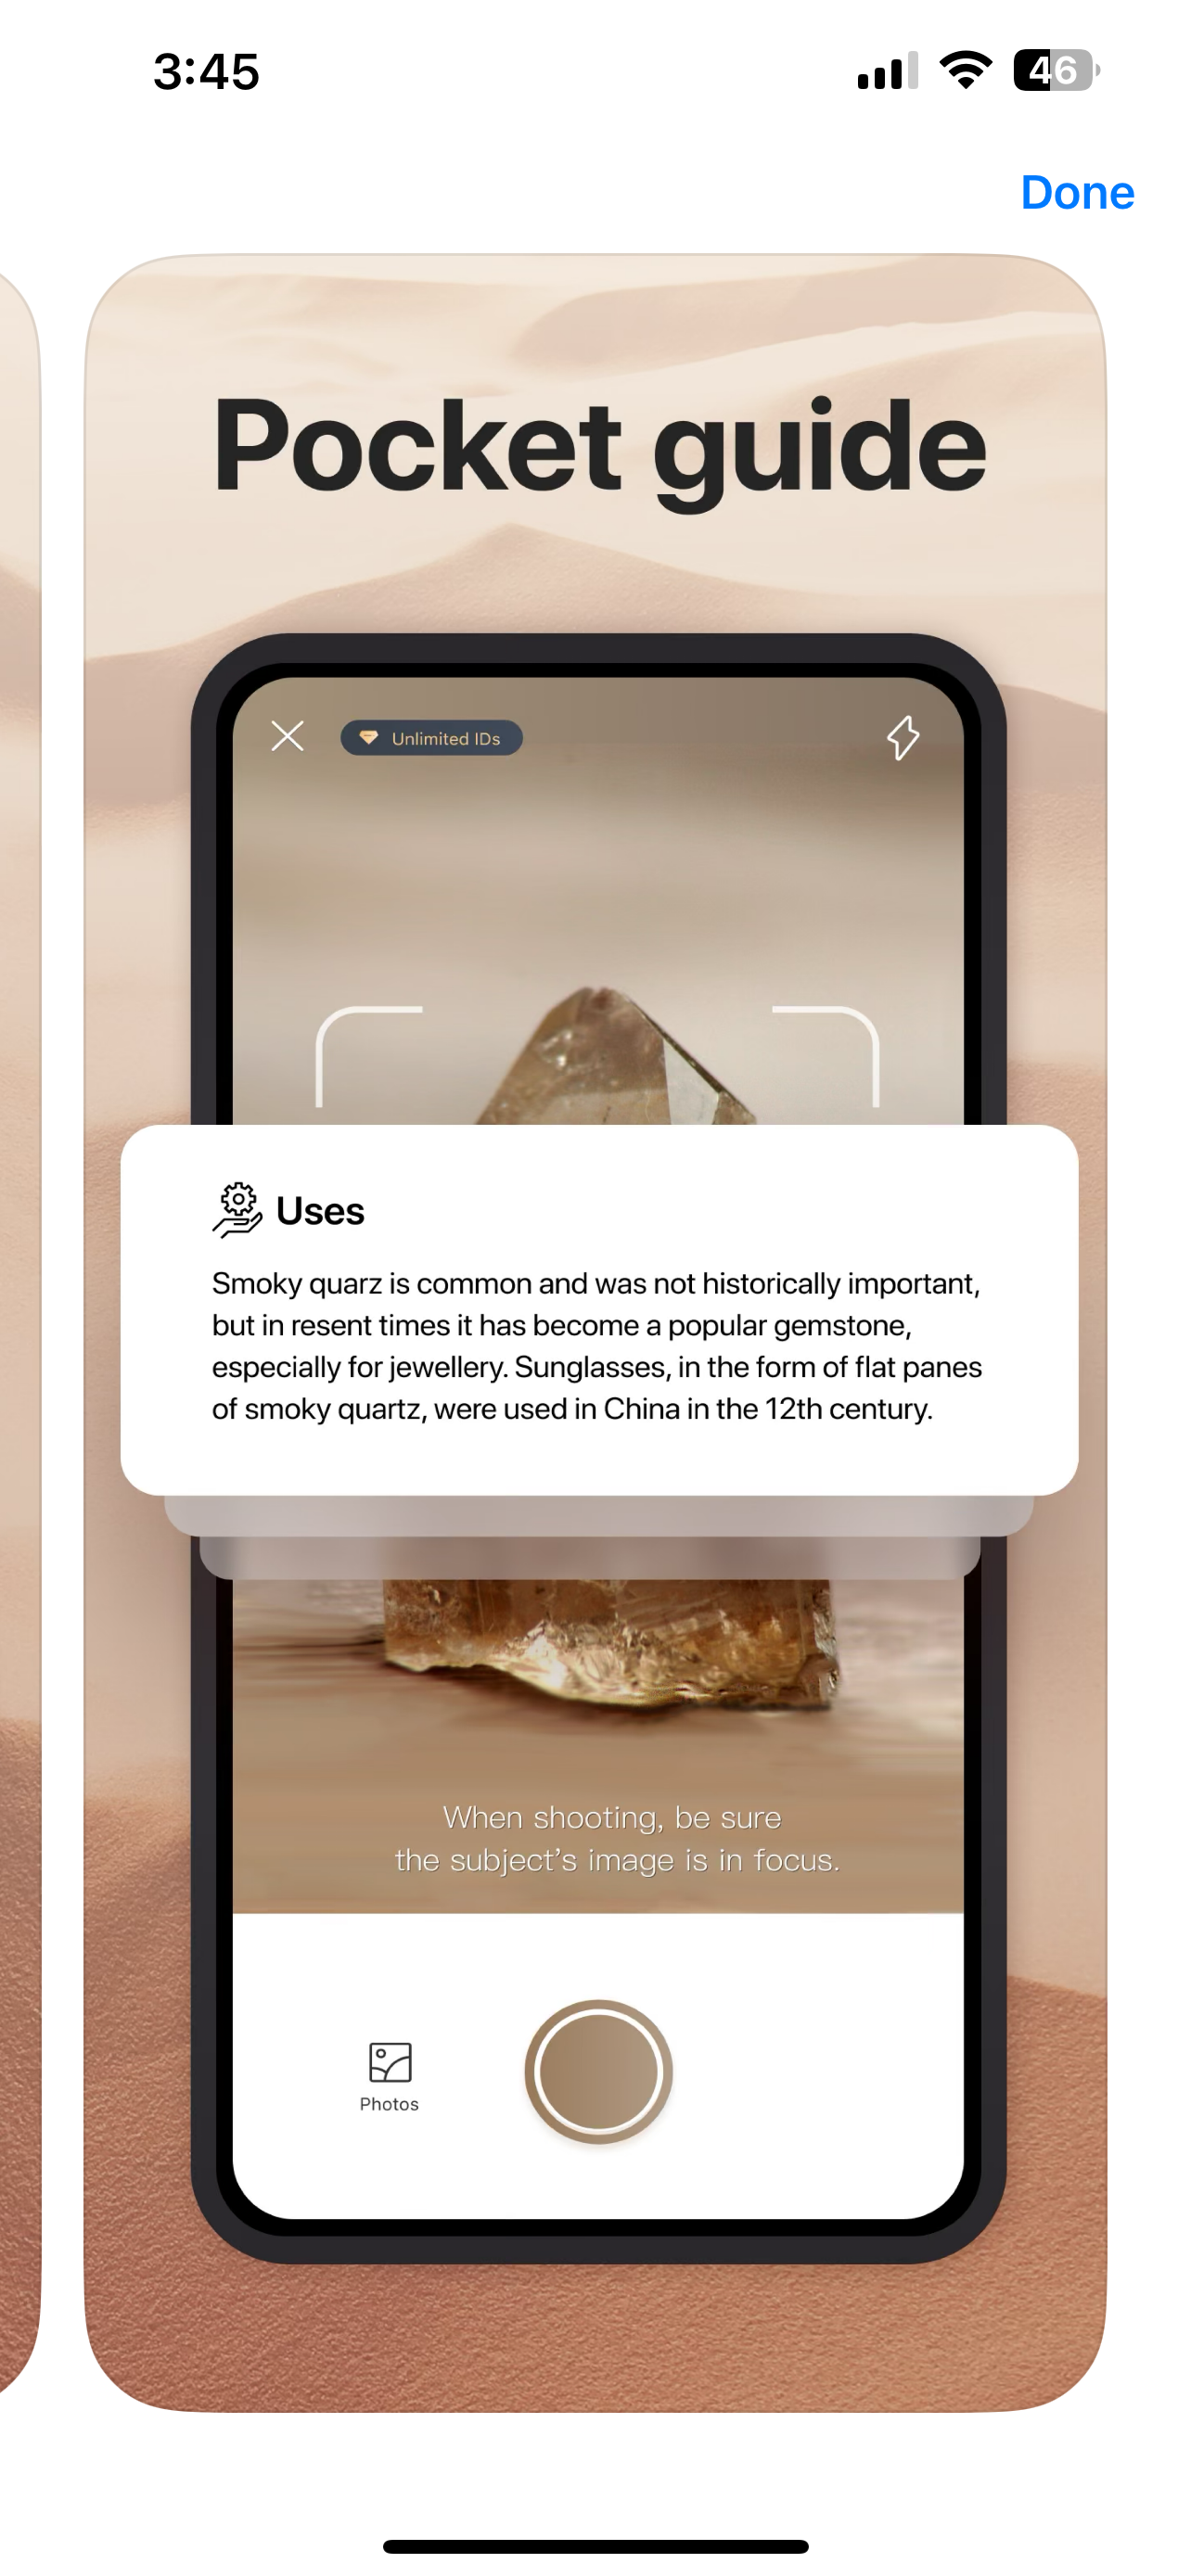 3:45
46
Done
Pocket guide
Unlimited IDs
Uses
Smoky quarz is common and was not historically important,
but in resent times it has become a popular gemstone,
especially for jewellery. Sunglasses, in the form of flat panes
of smoky quartz, were used in China in the 12th century.
When shooting, be sure
the subject's image is in focus.
Photos